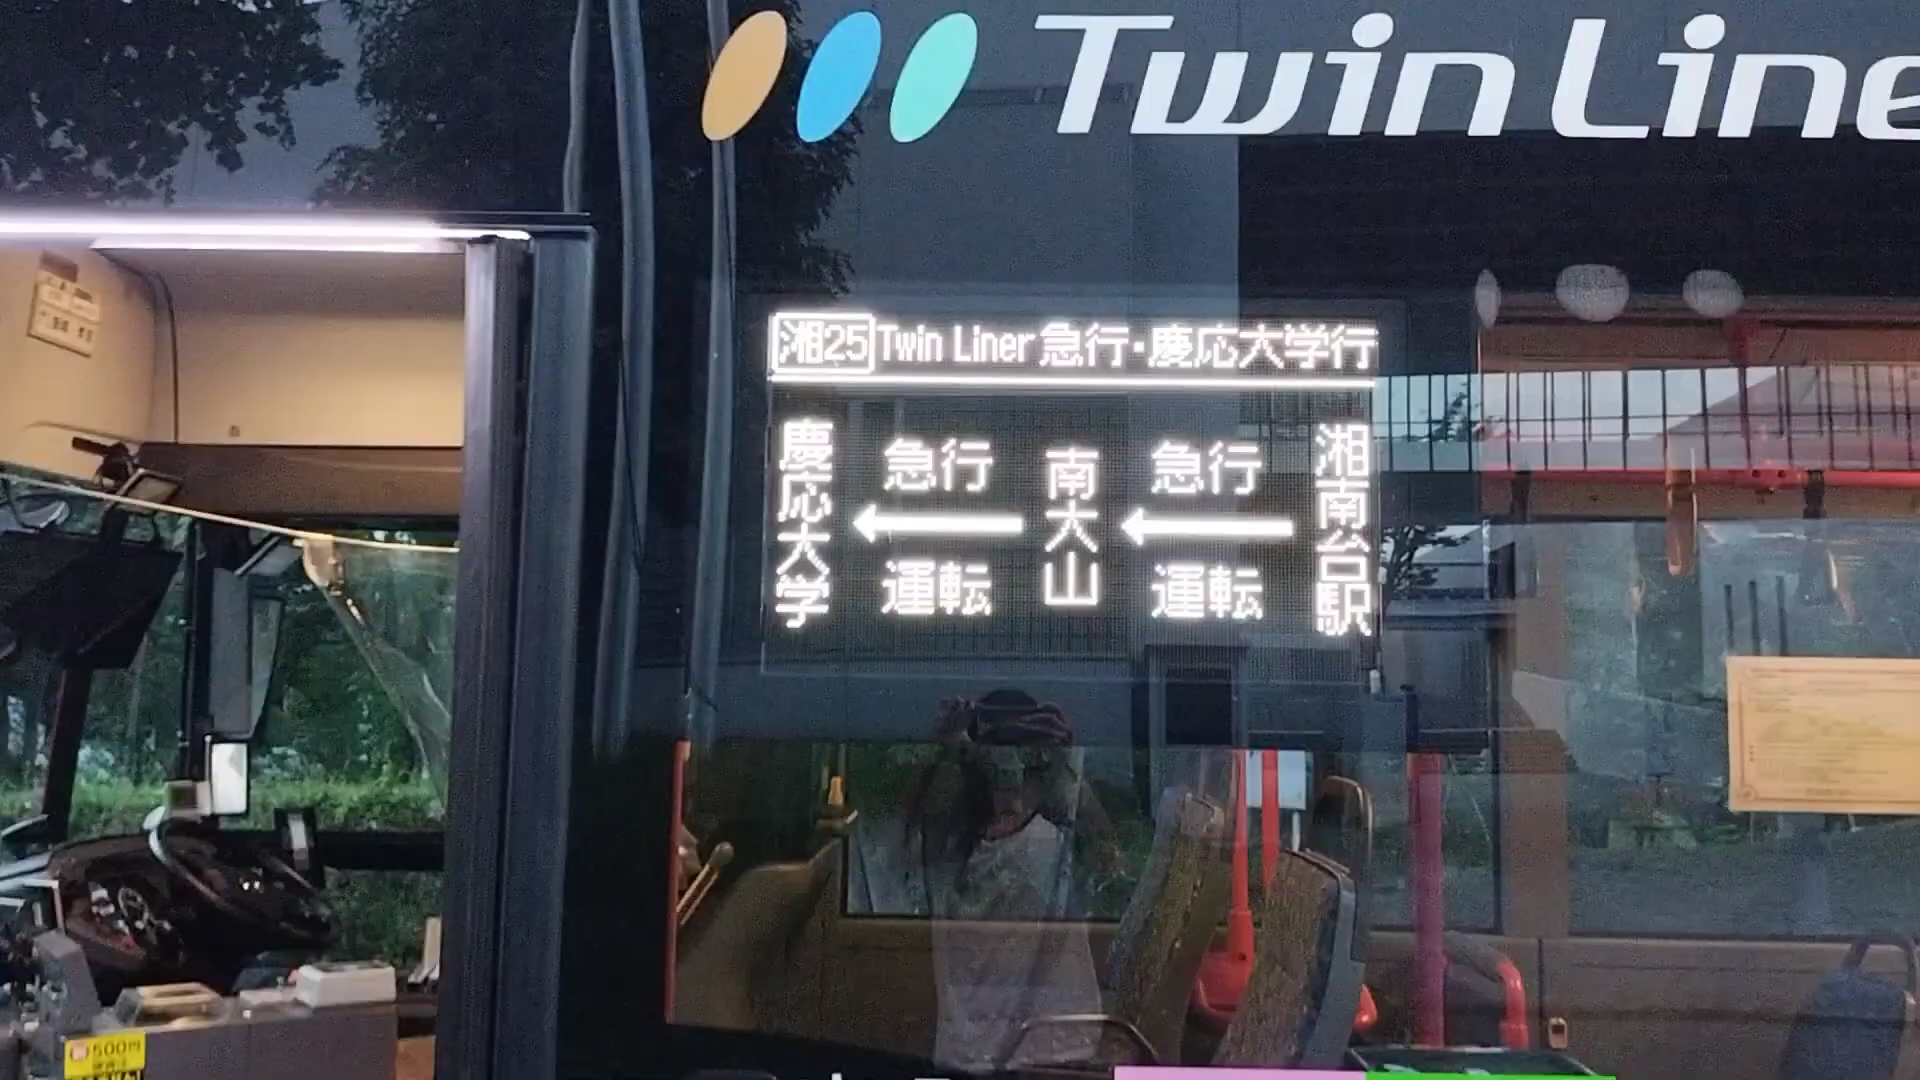 Twin Line
湘25 Twin Liner 急行・慶応大学行
慶応大学
急行
運転
南大山
急行
運転
湘南台駅
500円